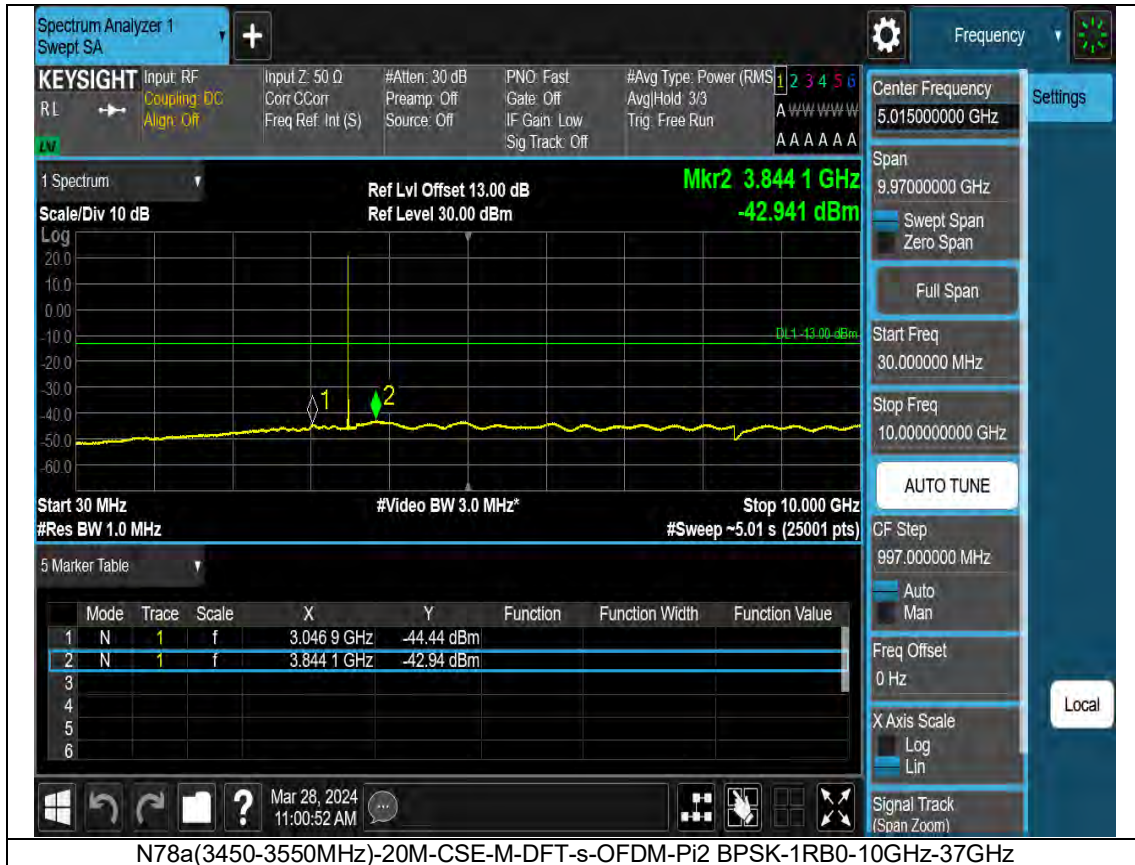 Spectrum Analyzer 1
Swept SA
Frequency
KEYSIGHT
RL
Input: RF
Coupling: DC
Align: Off
Input Z: 50 Ω
Corr CCorr
Freq Ref: Int (S)
#Atten: 30 dB
Preamp: Off
Source: Off
PNO: Fast
Gate: Off
IF Gain: Low
Sig Track: Off
#Avg Type: Power (RMS
Avg|Hold: 3/3
Trig: Free Run
1 2 3 4 5 6
A W W W W W
A A A A A A
Center Frequency
5.015000000 GHz
Settings
1 Spectrum
Ref Lvl Offset 13.00 dB
Mkr2 3.844 1 GHz
Scale/Div 10 dB
Ref Level 30.00 dBm
-42.941 dBm
Log
20.0
10.0
0.00
-10.0
-20.0
-30.0
-40.0
-50.0
-60.0
DL1 -13.00 dBm
1
2
Start 30 MHz
#Video BW 3.0 MHz*
Stop 10.000 GHz
#Res BW 1.0 MHz
#Sweep ~5.01 s (25001 pts)
Span
9.97000000 GHz
Swept Span
Zero Span
Full Span
Start Freq
30.000000 MHz
Stop Freq
10.000000000 GHz
AUTO TUNE
CF Step
997.000000 MHz
Auto
Man
Freq Offset
0 Hz
X Axis Scale
Log
Lin
Signal Track
(Span Zoom)
Local
5 Marker Table
Mode Trace Scale X Y Function Function Width Function Value
1 N 1 f 3.046 9 GHz -44.44 dBm
2 N 1 f 3.844 1 GHz -42.94 dBm
3
4
5
6
?
Mar 28, 2024
11:00:52 AM
N78a(3450-3550MHz)-20M-CSE-M-DFT-s-OFDM-Pi2 BPSK-1RB0-10GHz-37GHz